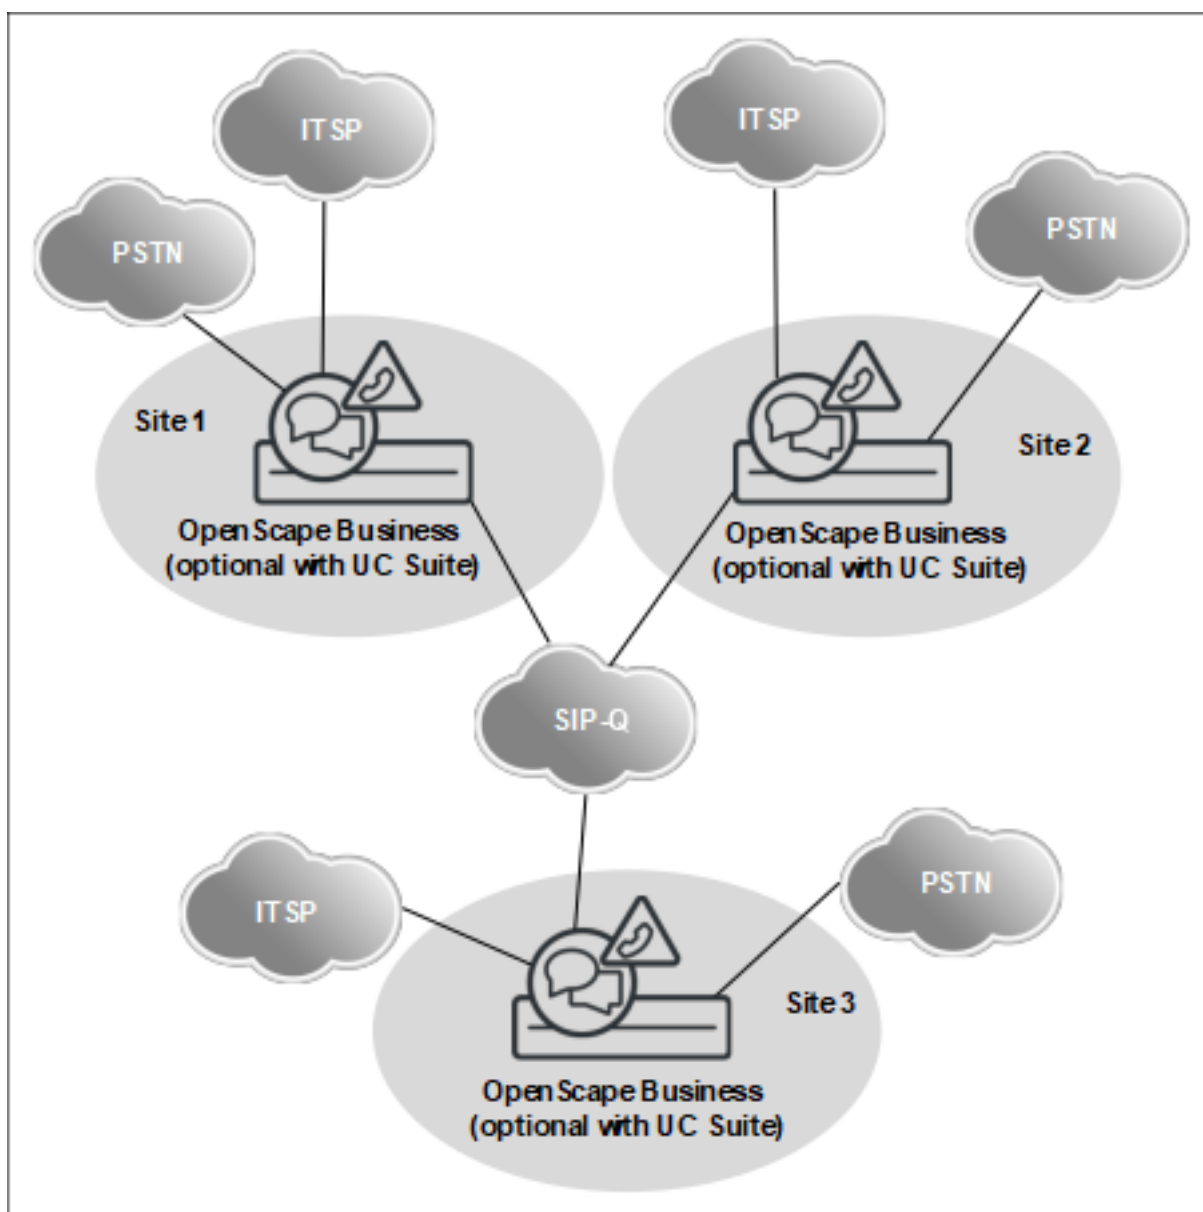 ITSP
ITSP
PSTN
PSTN
Site 1
Site 2
OpenScape Business
(optional with UC Suite)
OpenScape Business
(optional with UC Suite)
SIP-Q
ITSP
PSTN
Site 3
OpenScape Business
(optional with UC Suite)